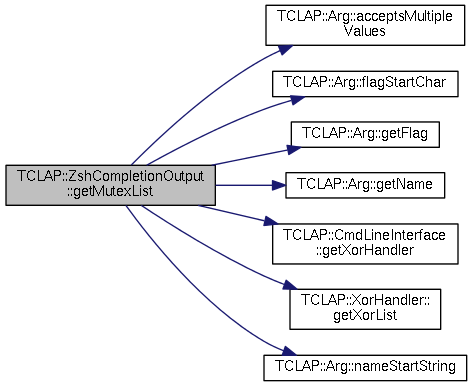 TCLAP::Arg::acceptsMultiple
Values
TCLAP::Arg::flagStartChar
TCLAP::Arg::getFlag
TCLAP::ZshCompletionOutput
::getMutexList
TCLAP::Arg::getName
TCLAP::CmdLineInterface
::getXorHandler
TCLAP::XorHandler::
getXorList
TCLAP::Arg::nameStartString